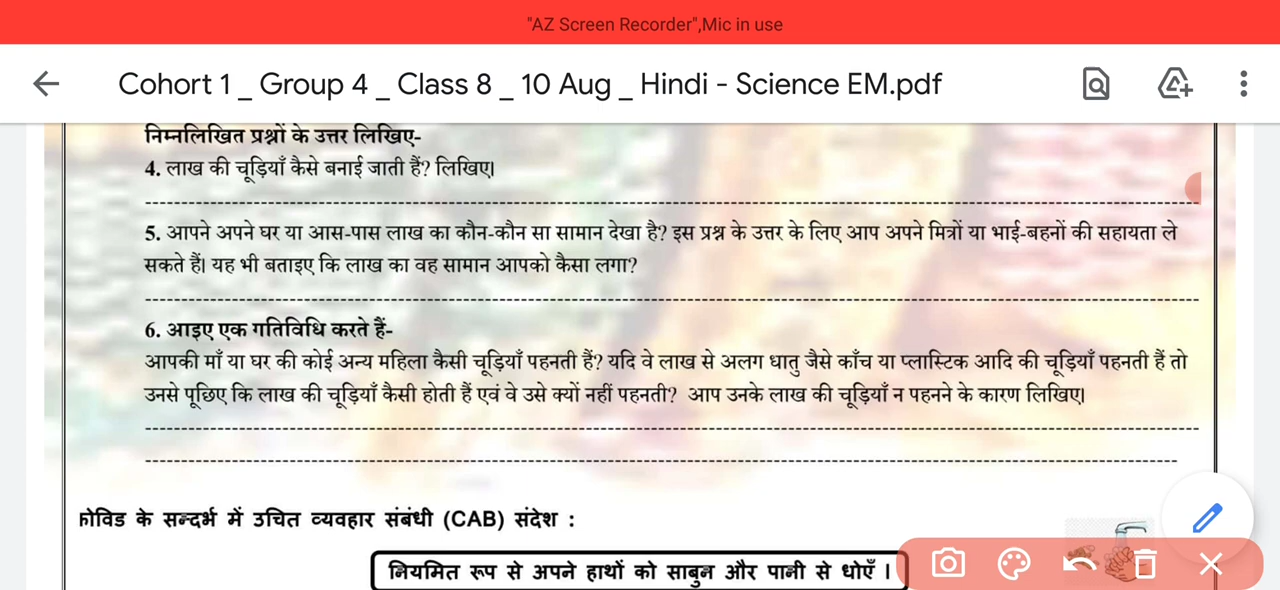 "AZ Screen Recorder",Mic in use
Cohort 1 _ Group 4 _ Class 8 _ 10 Aug _ Hindi - Science EM.pdf
निम्नलिखित प्रश्नों के उत्तर लिखिए-
4. लाख की चूड़ियाँ कैसे बनाई जाती हैं? लिखिए।
5. आपने अपने घर या आस-पास लाख का कौन-कौन सा सामान देखा है? इस प्रश्न के उत्तर के लिए आप अपने मित्रों या भाई-बहनों की सहायता ले
सकते हैं। यह भी बताइए कि लाख का वह सामान आपको कैसा लगा?
6. आइए एक गतिविधि करते हैं-
आपकी माँ या घर की कोई अन्य महिला कैसी चूड़ियाँ पहनती हैं? यदि वे लाख से अलग धातु जैसे काँच या प्लास्टिक आदि की चूड़ियाँ पहनती हैं तो
उनसे पूछिए कि लाख की चूड़ियाँ कैसी होती हैं एवं वे उसे क्यों नहीं पहनती? आप उनके लाख की चूड़ियाँ न पहनने के कारण लिखिए।
कोविड के सन्दर्भ में उचित व्यवहार संबंधी (CAB) संदेश :
नियमित रूप से अपने हाथों को साबुन और पानी से धोएँ ।